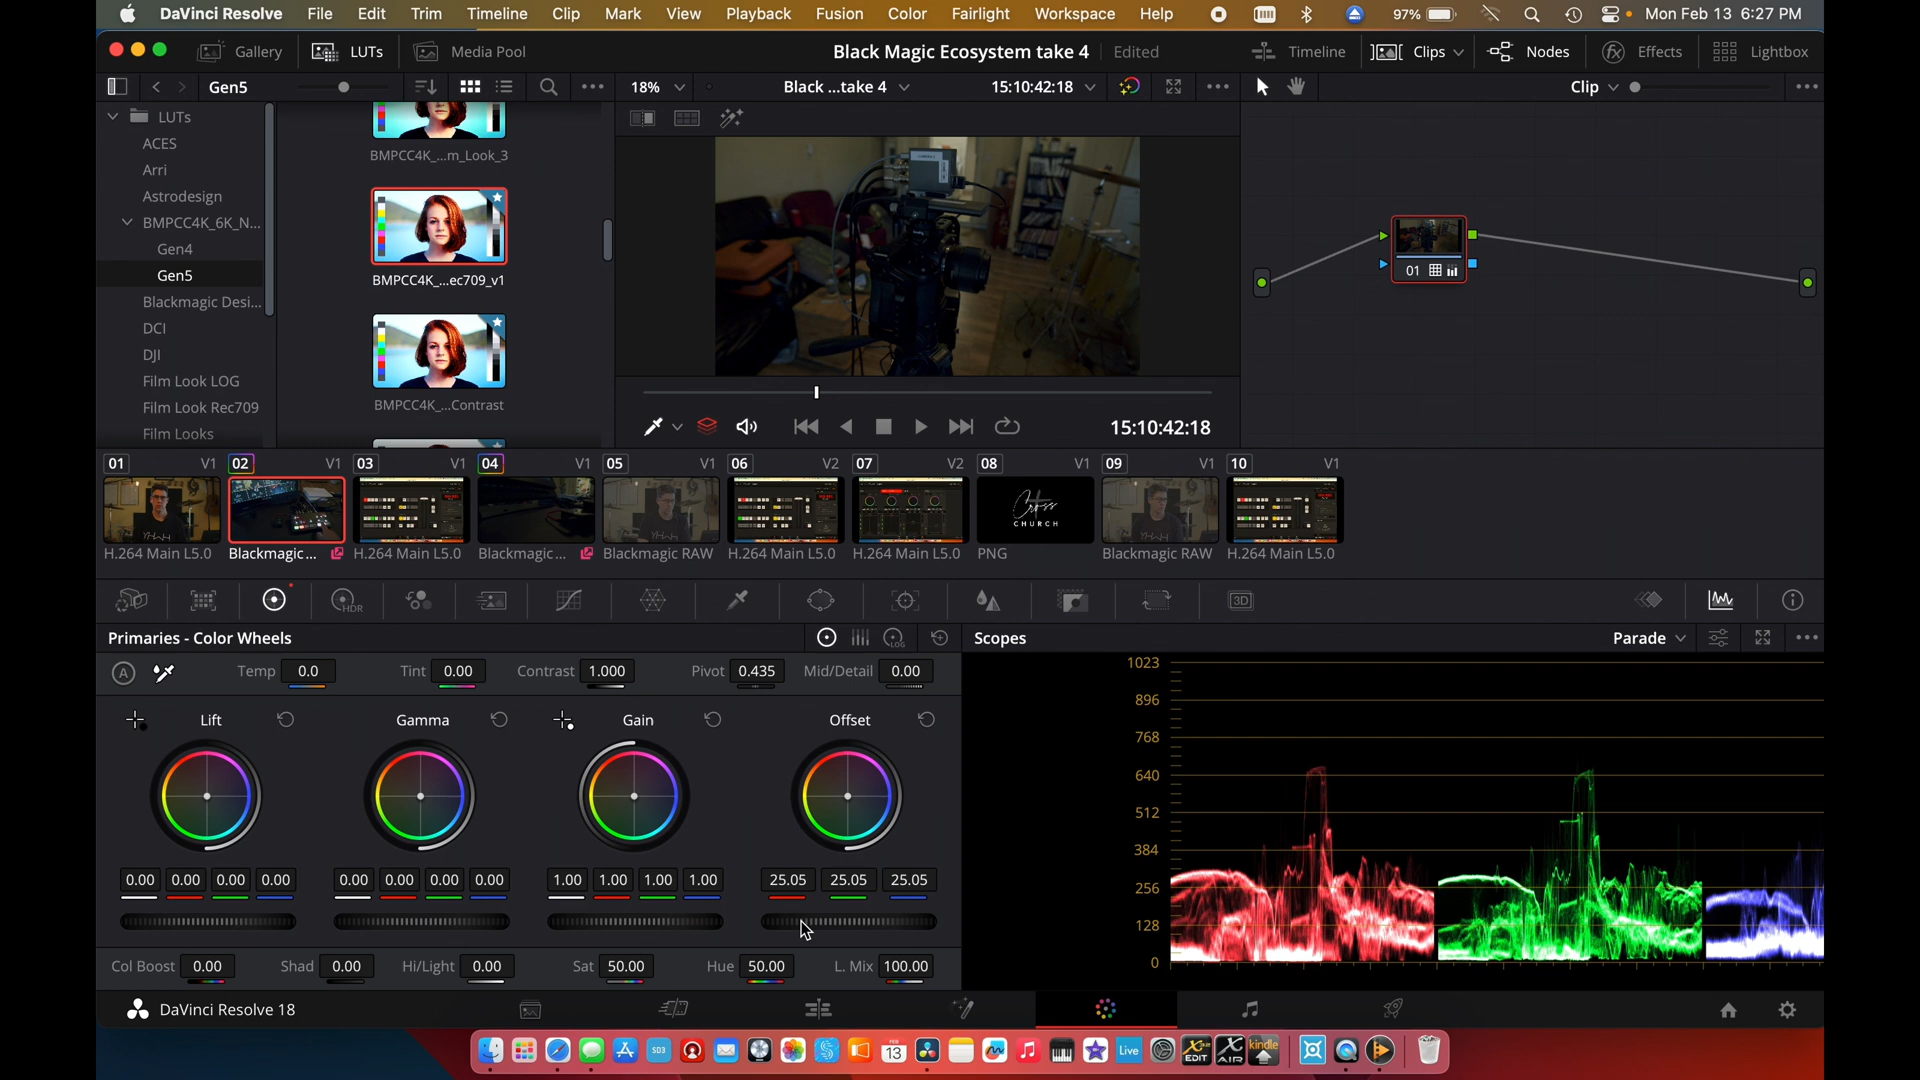 DaVinci Resolve File Edit Trim Timeline Clip Mark View Playback Fusion Color Fairlight Workspace Help 97% Mon Feb 13 6:27 PM
Gallery LUTs Media Pool Black Magic Ecosystem take 4 Edited Timeline Clips Nodes Effects Lightbox
Gen5 18% Black ...take 4 15:10:42:18 Clip
LUTs
ACES
Arri
Astrodesign
BMPCC4K_6K_N...
Gen4
Gen5
Blackmagic Desi...
DCI
DJI
Film Look LOG
Film Look Rec709
Film Looks
BMPCC4K_...m_Look_3
BMPCC4K_...ec709_v1
BMPCC4K_...Contrast
15:10:42:18
01
01 V1 02 V1 03 V1 04 V1 05 V1 06 V2 07 V2 08 V1 09 V1 10 V1
Cross
CHURCH
H.264 Main L5.0 Blackmagic ... H.264 Main L5.0 Blackmagic ... Blackmagic RAW H.264 Main L5.0 H.264 Main L5.0 PNG Blackmagic RAW H.264 Main L5.0
HDR 3D
Primaries - Color Wheels LOG Scopes Parade
A Temp 0.0 Tint 0.00 Contrast 1.000 Pivot 0.435 Mid/Detail 0.00
Lift Gamma Gain Offset
0.00 0.00 0.00 0.00 0.00 0.00 0.00 0.00 1.00 1.00 1.00 1.00 25.05 25.05 25.05
Col Boost 0.00 Shad 0.00 Hi/Light 0.00 Sat 50.00 Hue 50.00 L. Mix 100.00
1023
896
768
640
512
384
256
128
0
DaVinci Resolve 18
SD3 FEB 13 Live X AIR EDIT X AIR kindle